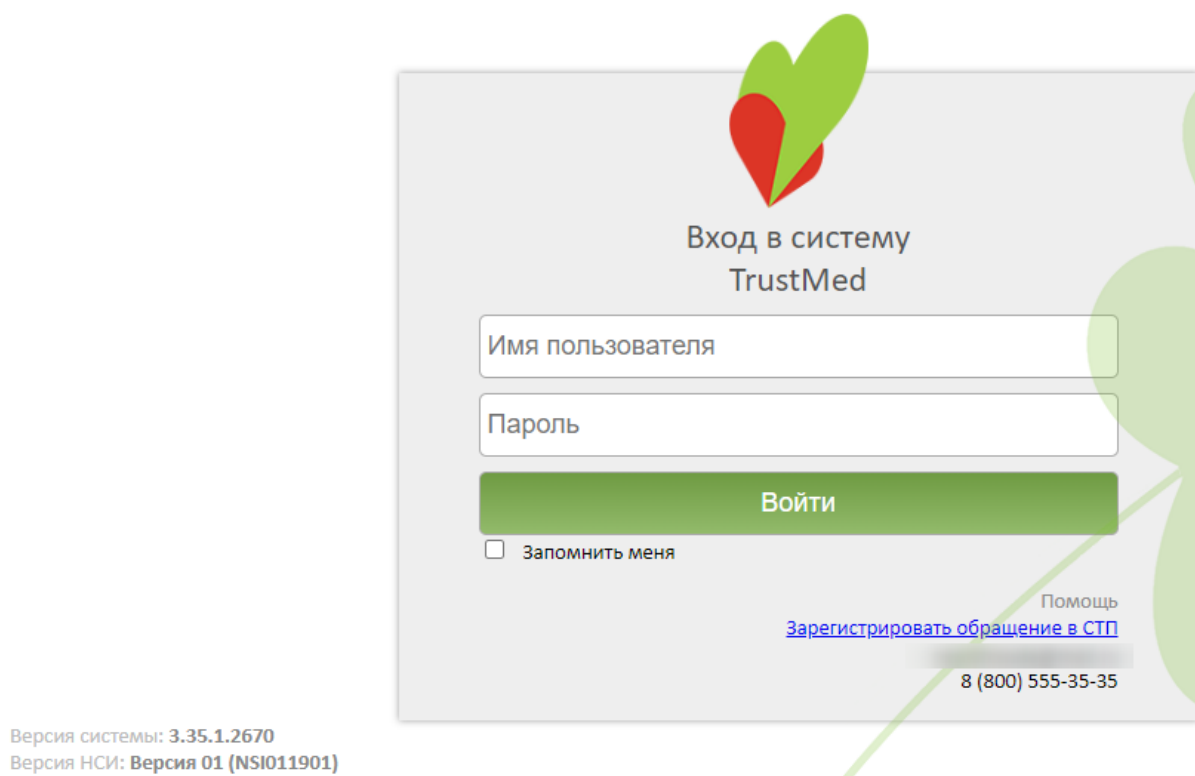 Вход в систему
TrustMed
Имя пользователя
Пароль
Войти
Запомнить меня
Помощь
Зарегистрировать обращение в СТП
8 (800) 555-35-35
Версия системы: 3.35.1.2670
Версия НСИ: Версия 01 (NSI011901)